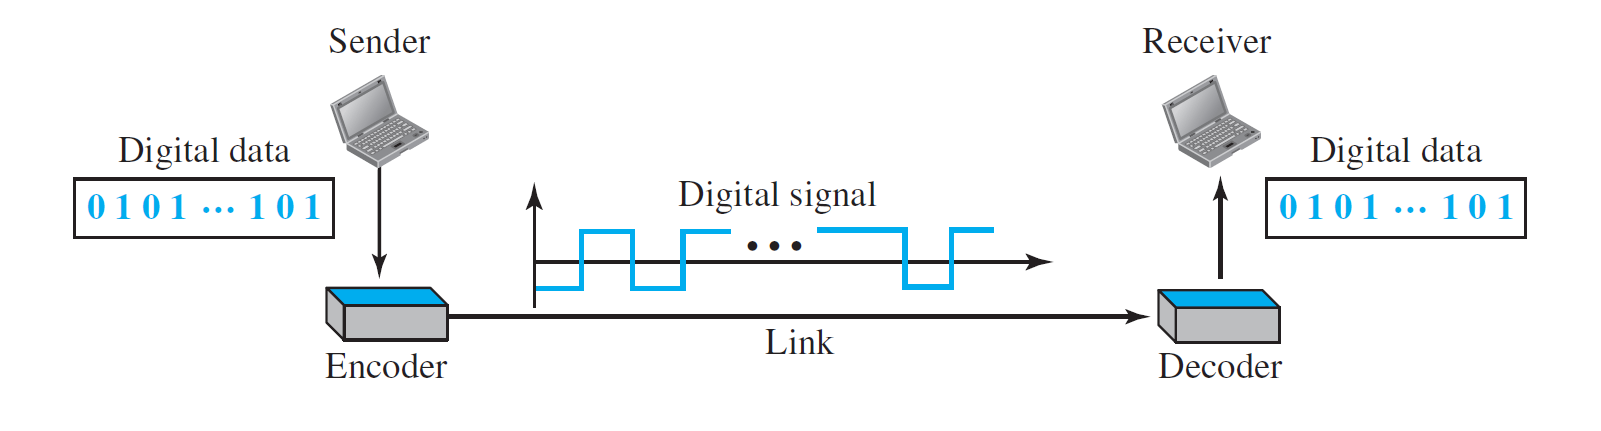 Sender
Receiver
Digital data
Digital data
0 1 0 1 ... 1 0 1
Digital signal
0 1 0 1 ... 1 0 1
...
Link
Encoder
Decoder